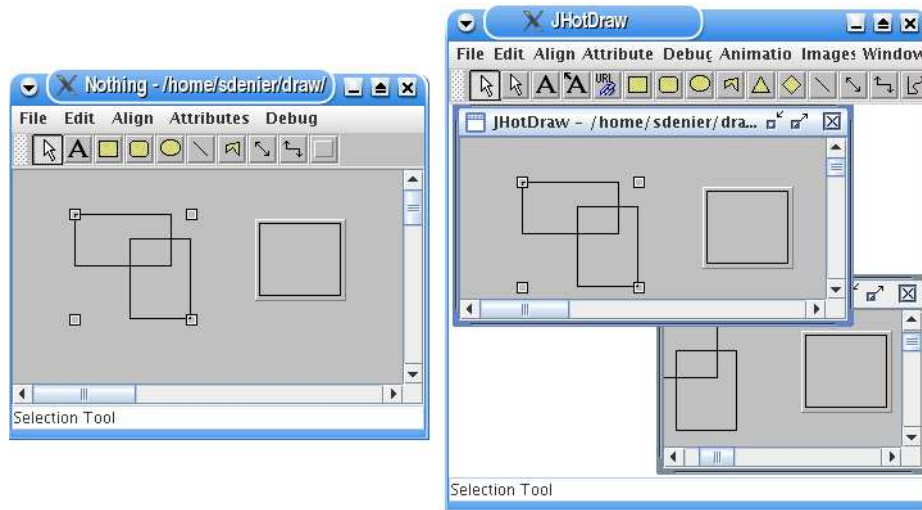 Nothing - /home/sdenier/draw/
File Edit Align Attributes Debug
A
Selection Tool
JHotDraw
File Edit Align Attribute Debug Animatio Images Window
A A URL
JHotDraw - /home/sdenier/dra...
Selection Tool